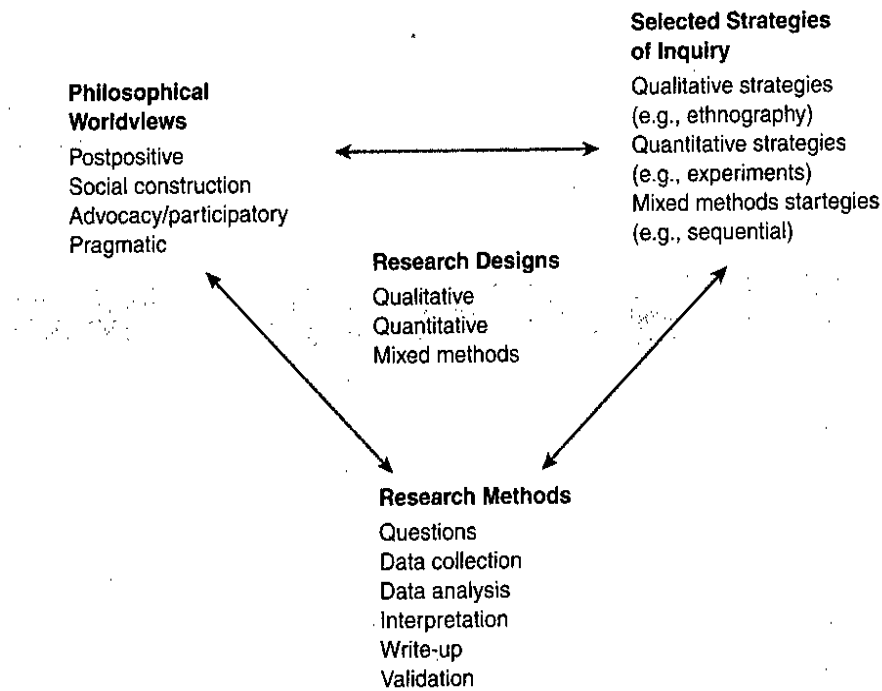 Philosophical
Worldviews
Postpositive
Social construction
Advocacy/participatory
Pragmatic
Selected Strategies
of Inquiry
Qualitative strategies
(e.g., ethnography)
Quantitative strategies
(e.g., experiments)
Mixed methods startegies
(e.g., sequential)
Research Designs
Qualitative
Quantitative
Mixed methods
Research Methods
Questions
Data collection
Data analysis
Interpretation
Write-up
Validation